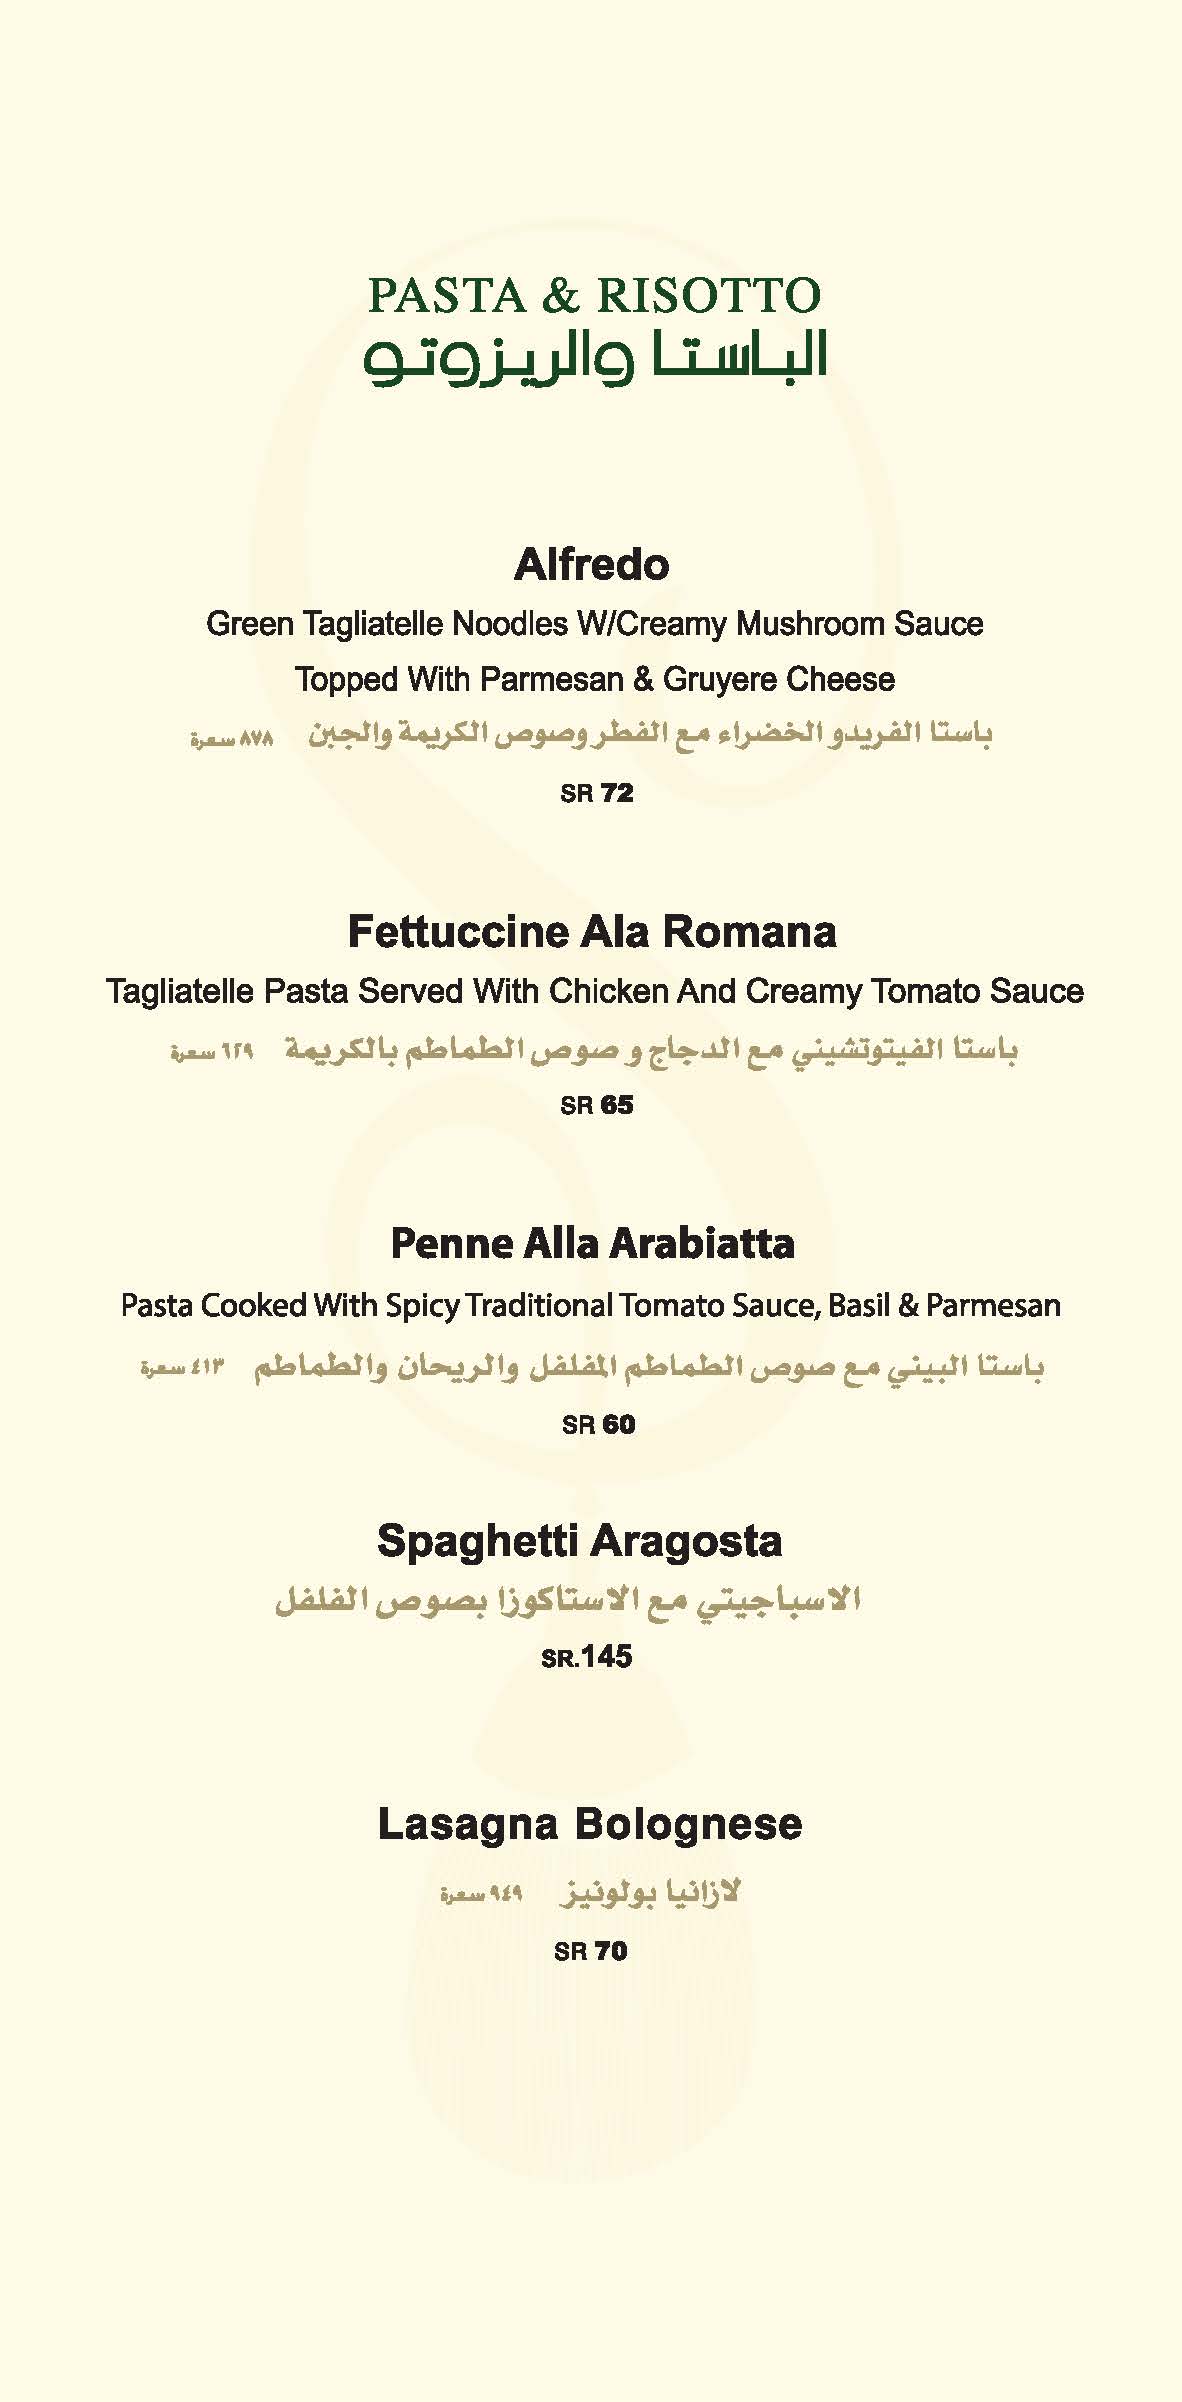 PASTA & RISOTTO
الباستا والريزوتو
Alfredo
Green Tagliatelle Noodles W/Creamy Mushroom Sauce
Topped With Parmesan & Gruyere Cheese
باستا الفريدو الخضراء مع الفطر وصوص الكريمة والجبن ٨٧٨ سعرة
SR 72
Fettuccine Ala Romana
Tagliatelle Pasta Served With Chicken And Creamy Tomato Sauce
باستا الفيتوتشيني مع الدجاج و صوص الطماطم بالكريمة ٦٢٩ سعرة
SR 65
Penne Alla Arabiatta
Pasta Cooked With Spicy Traditional Tomato Sauce, Basil & Parmesan
باستا البيني مع صوص الطماطم المفلفل والريحان والطماطم ٤١٣ سعرة
SR 60
Spaghetti Aragosta
الاسباجيتي مع الاستاكوزا بصوص الفلفل
SR.145
Lasagna Bolognese
لازانيا بولونيز ٩٤٩ سعرة
SR 70